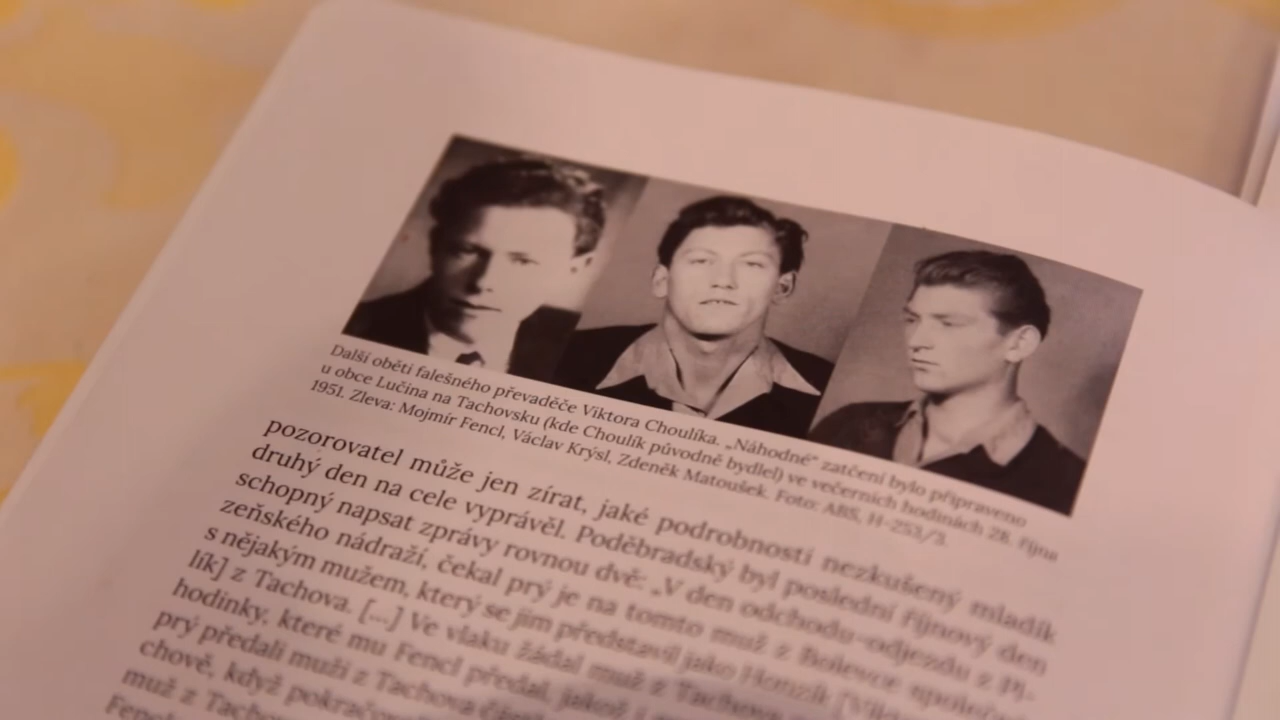 Další oběti falešného převaděče Viktora Choulíka. „Náhodné“ zatčení bylo připraveno
u obce Lučina na Tachovsku (kde Choulík původně bydlel) ve večerních hodinách 28. října
1951. Zleva: Mojmír Fencl, Václav Krýsl, Zdeněk Matoušek. Foto: ABS, H-253/3.
pozorovatel může jen zírat, jaké podrobnosti nezkušený mladík
druhý den na cele vyprávěl. Poděbradský byl poslední říjnový den
schopný napsat zprávy rovnou dvě: „V den odchodu-odjezdu z Pl-
zeňského nádraží, čekal prý je na tomto muž z Bolevce společně
s nějakým mužem, který se jim představil jako Honzík
lík] z Tachova. [...] Ve vlaku žádal muž z Tachova
hodinky, které mu Fencl předal, jakož i
prý předali muži z Tachova
chově, když pokračoval
muž z Tachova